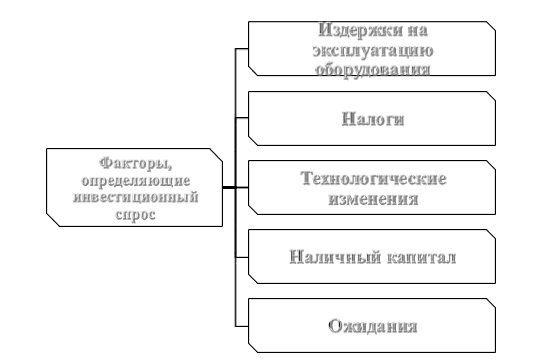 Издержки на
эксплуатацию
оборудования
Налоги
Факторы,
определяющие
инвестиционный
спрос
Технологические
изменения
Наличный капитал
Ожидания